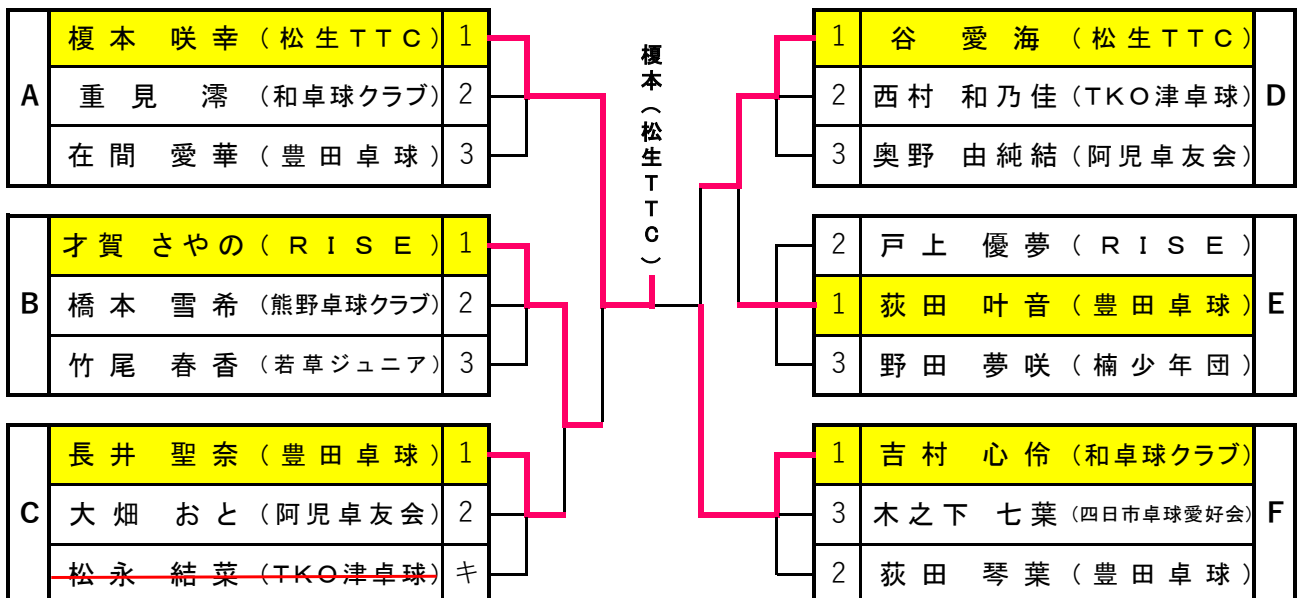 A
榎本 咲幸(松生TTC) 1
重見 澪(和卓球クラブ) 2
在間 愛華(豊田卓球) 3
B
才賀 さやの(RISE) 1
橋本 雪希(熊野卓球クラブ) 2
竹尾 春香(若草ジュニア) 3
C
長井 聖奈(豊田卓球) 1
大畑 おと(阿児卓友会) 2
松永 結菜(TKO津卓球) キ
榎本(松生TTC)
D
1 谷 愛海(松生TTC)
2 西村 和乃佳(TKO津卓球)
3 奥野 由純結(阿児卓友会)
E
2 戸上 優夢(RISE)
1 荻田 叶音(豊田卓球)
3 野田 夢咲(楠少年団)
F
1 吉村 心伶(和卓球クラブ)
3 木之下 七葉(四日市卓球愛好会)
2 荻田 琴葉(豊田卓球)